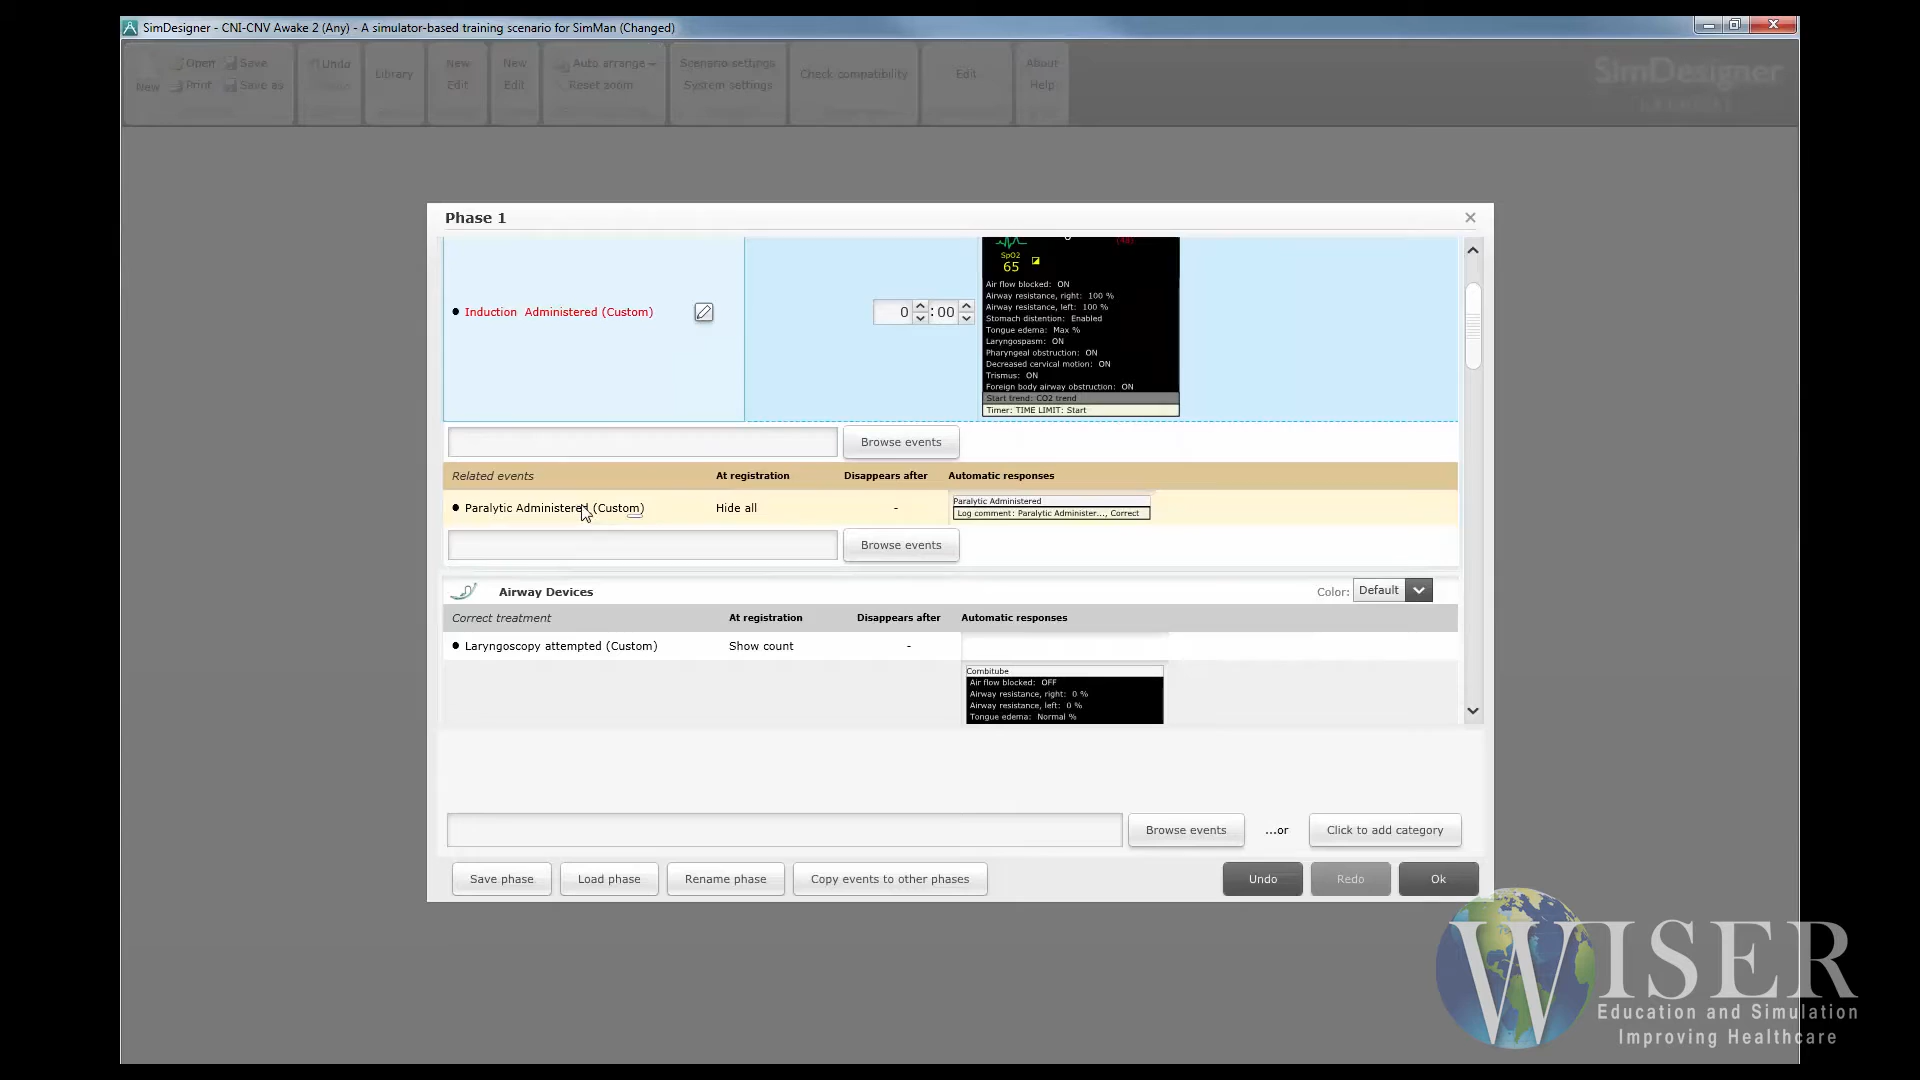 SimDesigner - CNI-CNV Awake 2 (Any) - A simulator-based training scenario for SimMan (Changed)
New
Open
Save
Print
Save as
Undo
Library
New
Edit
New
Edit
Auto arrange
Reset zoom
Scenario settings
System settings
Check compatibility
Edit
About
Help
SimDesigner
Phase 1
SpO2
65
Induction Administered (Custom)
0 : 00
Air flow blocked: ON
Airway resistance, right: 100 %
Airway resistance, left: 100 %
Stomach distention: Enabled
Tongue edema: Max %
Laryngospasm: ON
Pharyngeal obstruction: ON
Decreased cervical motion: ON
Trismus: ON
Foreign body airway obstruction: ON
Start trend: CO2 trend
Timer: TIME LIMIT: Start
Browse events
Related events At registration Disappears after Automatic responses
Paralytic Administered (Custom) Hide all -
Paralytic Administered
Log comment: Paralytic Administer..., Correct
Browse events
Airway Devices Color: Default
Correct treatment At registration Disappears after Automatic responses
Laryngoscopy attempted (Custom) Show count -
Combitube
Air flow blocked: OFF
Airway resistance, right: 0 %
Airway resistance, left: 0 %
Tongue edema: Normal %
Browse events ...or Click to add category
Save phase Load phase Rename phase Copy events to other phases Undo Redo Ok
WISER
Education and Simulation
Improving Healthcare